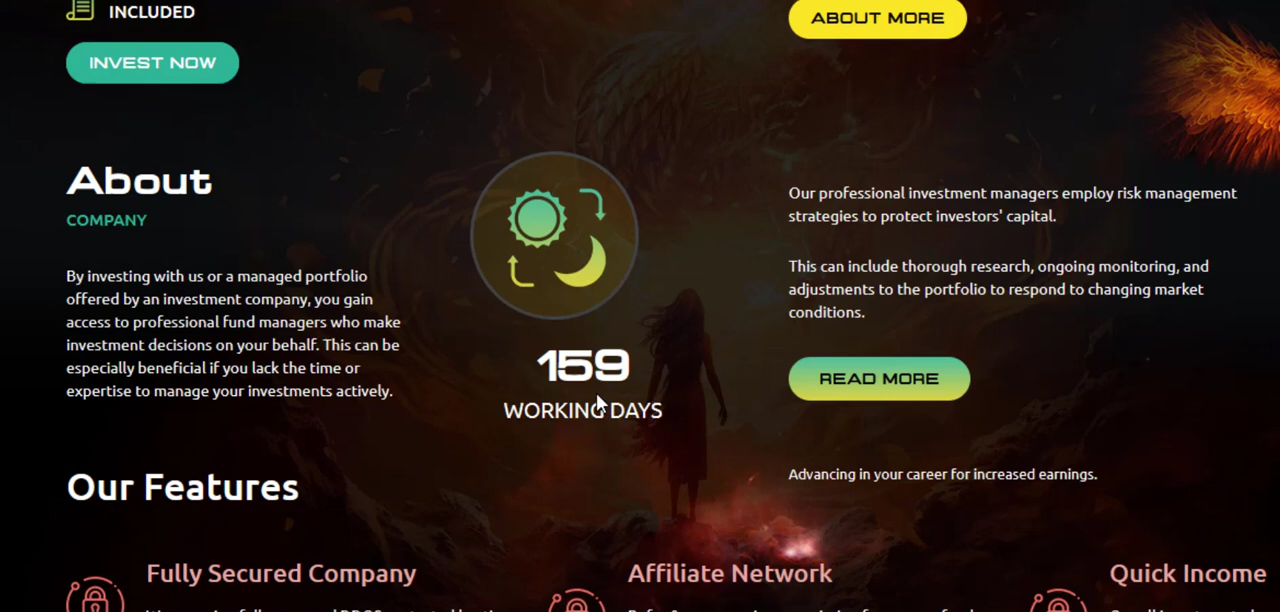 INCLUDED
INVEST NOW
ABOUT MORE
About
COMPANY
By investing with us or a managed portfolio
offered by an investment company, you gain
access to professional fund managers who make
investment decisions on your behalf. This can be
especially beneficial if you lack the time or
expertise to manage your investments actively.
159
WORKING DAYS
Our professional investment managers employ risk management
strategies to protect investors' capital.
This can include thorough research, ongoing monitoring, and
adjustments to the portfolio to respond to changing market
conditions.
READ MORE
Advancing in your career for increased earnings.
Our Features
Fully Secured Company
Affiliate Network
Quick Income